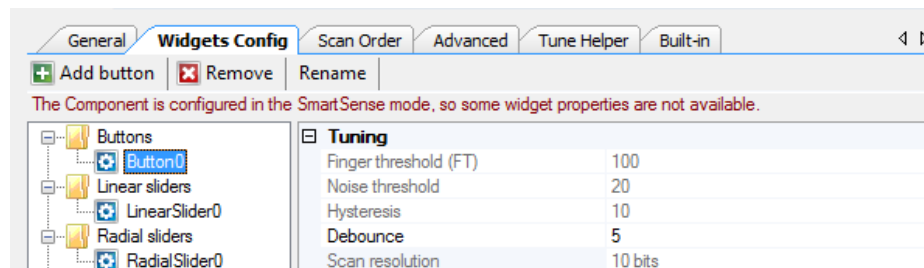 General Widgets Config Scan Order Advanced Tune Helper Built-in
Add button Remove Rename
The Component is configured in the SmartSense mode, so some widget properties are not available.
Buttons
Button0
Linear sliders
LinearSlider0
Radial sliders
RadialSlider0
Tuning
Finger threshold (FT) 100
Noise threshold 20
Hysteresis 10
Debounce 5
Scan resolution 10 bits